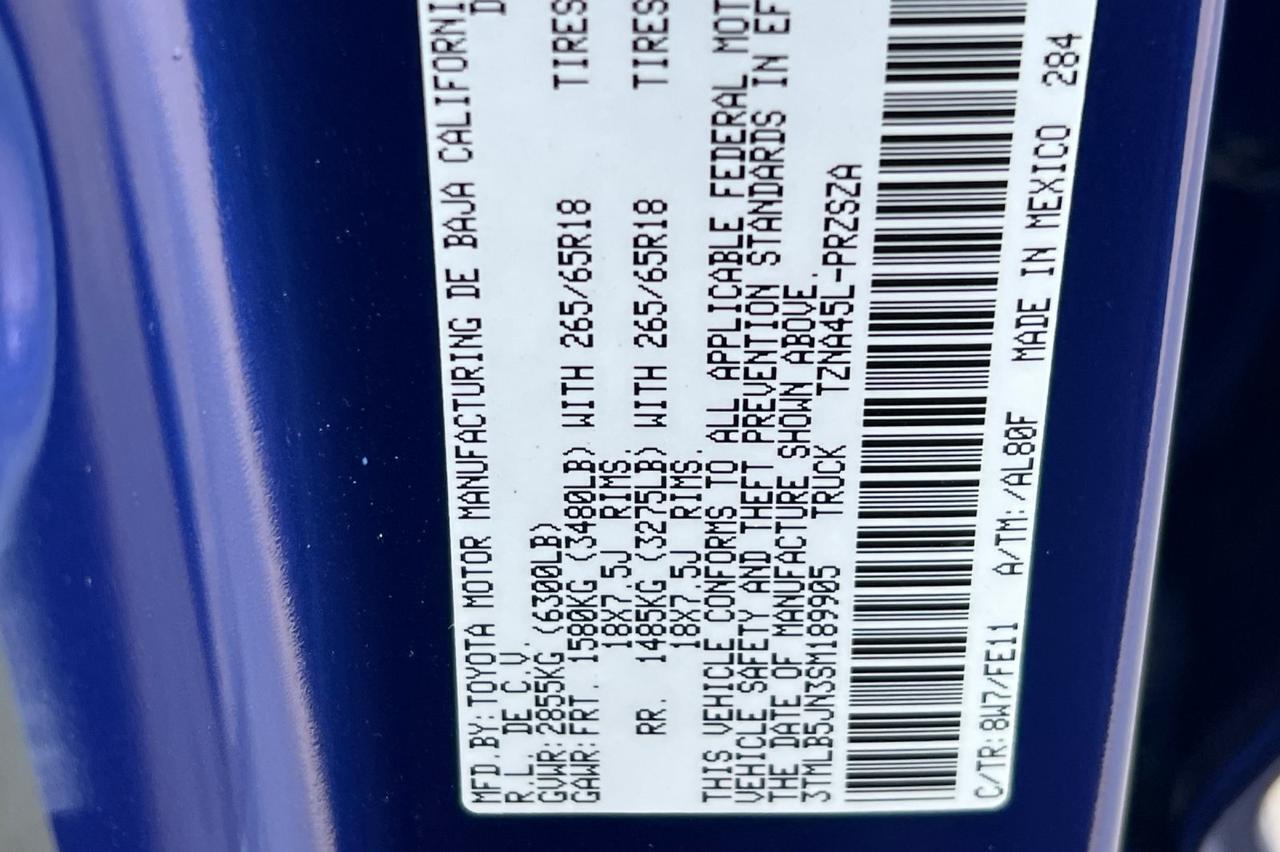 MFD.BY:TOYOTA MOTOR MANUFACTURING DE BAJA CALIFORNI
R.L. DE C.V. D
GVWR:2855KG (6300LB)
GAWR:FRT. 1580KG (3480LB) WITH 265/65R18 TIRES
18X7.5J RIMS.
RR. 1485KG (3275LB) WITH 265/65R18 TIRES
18X7.5J RIMS.
THIS VEHICLE CONFORMS TO ALL APPLICABLE FEDERAL MOT
VEHICLE SAFETY AND THEFT PREVENTION STANDARDS IN EF
THE DATE OF MANUFACTURE SHOWN ABOVE.
3TMLB5JN3SM189905 TRUCK TZNA45L-PRZSZA
C/TR:8W7/FE11 A/TM:/AL80F MADE IN MEXICO 284